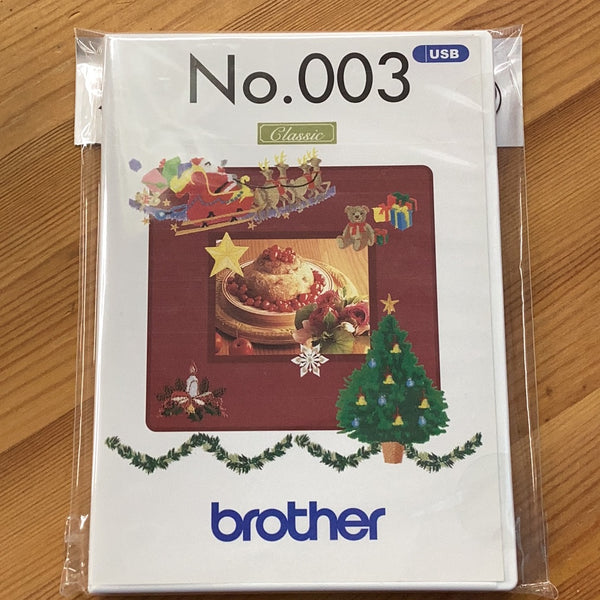 No.003
USB
Classic
brother